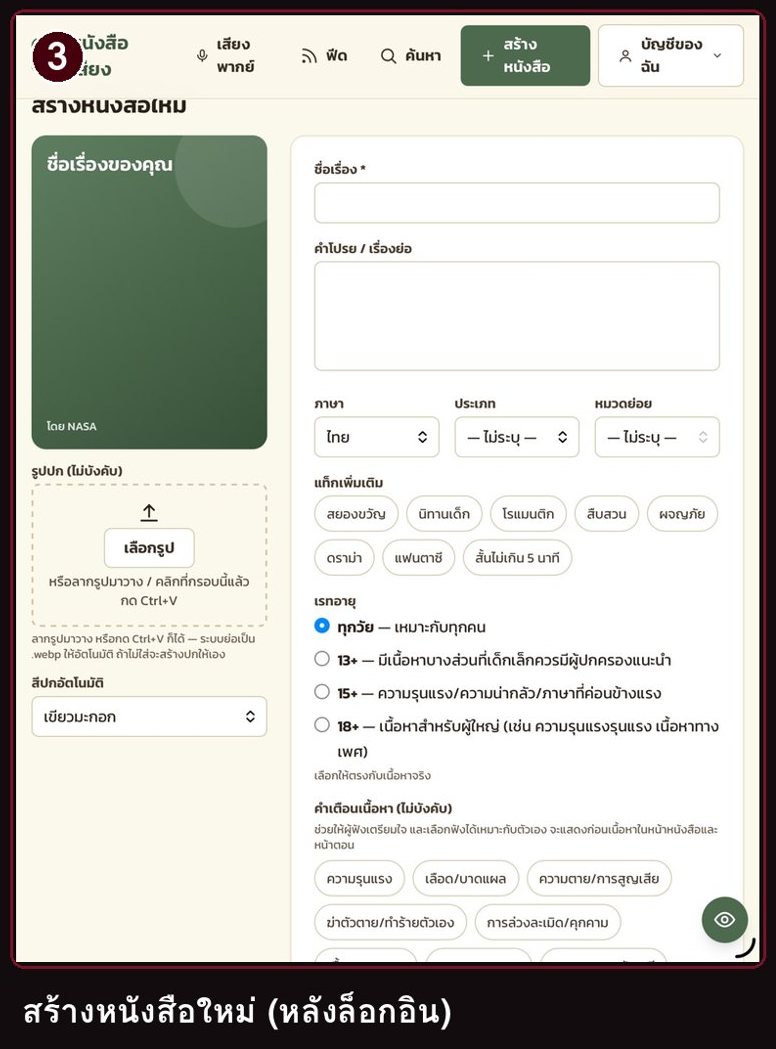 3
นังสือ
สียง
เสียง
พากย์
ฟีด
ค้นหา
+ สร้าง
หนังสือ
บัญชีของ
ฉัน
สร้างหนังสือใหม่
ชื่อเรื่องของคุณ
โดย NASA
รูปปก (ไม่บังคับ)
เลือกรูป
หรือลากรูปมาวาง / คลิกที่กรอบนี้แล้ว
กด Ctrl+V
ลากรูปมาวาง หรือกด Ctrl+V ก็ได้ — ระบบย่อเป็น
.webp ให้อัตโนมัติ ถ้าไม่ใส่จะสร้างปกให้เอง
สีปกอัตโนมัติ
เขียวมะกอก
ชื่อเรื่อง *
คำโปรย / เรื่องย่อ
ภาษา
ประเภท
หมวดย่อย
ไทย
— ไม่ระบุ —
— ไม่ระบุ —
แท็กเพิ่มเติม
สยองขวัญ
นิทานเด็ก
โรแมนติก
สืบสวน
ผจญภัย
ดราม่า
แฟนตาซี
สั้นไม่เกิน 5 นาที
เรทอายุ
ทุกวัย — เหมาะกับทุกคน
13+ — มีเนื้อหาบางส่วนที่เด็กเล็กควรมีผู้ปกครองแนะนำ
15+ — ความรุนแรง/ความน่ากลัว/ภาษาที่ค่อนข้างแรง
18+ — เนื้อหาสำหรับผู้ใหญ่ (เช่น ความรุนแรงรุนแรง เนื้อหาทาง
เพศ)
เลือกให้ตรงกับเนื้อหาจริง
คำเตือนเนื้อหา (ไม่บังคับ)
ช่วยให้ผู้ฟังเตรียมใจ และเลือกฟังได้เหมาะกับตัวเอง จะแสดงก่อนเนื้อหาในหน้าหนังสือและ
หน้าตอน
ความรุนแรง
เลือด/บาดแผล
ความตาย/การสูญเสีย
ฆ่าตัวตาย/ทำร้ายตัวเอง
การล่วงละเมิด/คุกคาม
สร้างหนังสือใหม่ (หลังล็อกอิน)